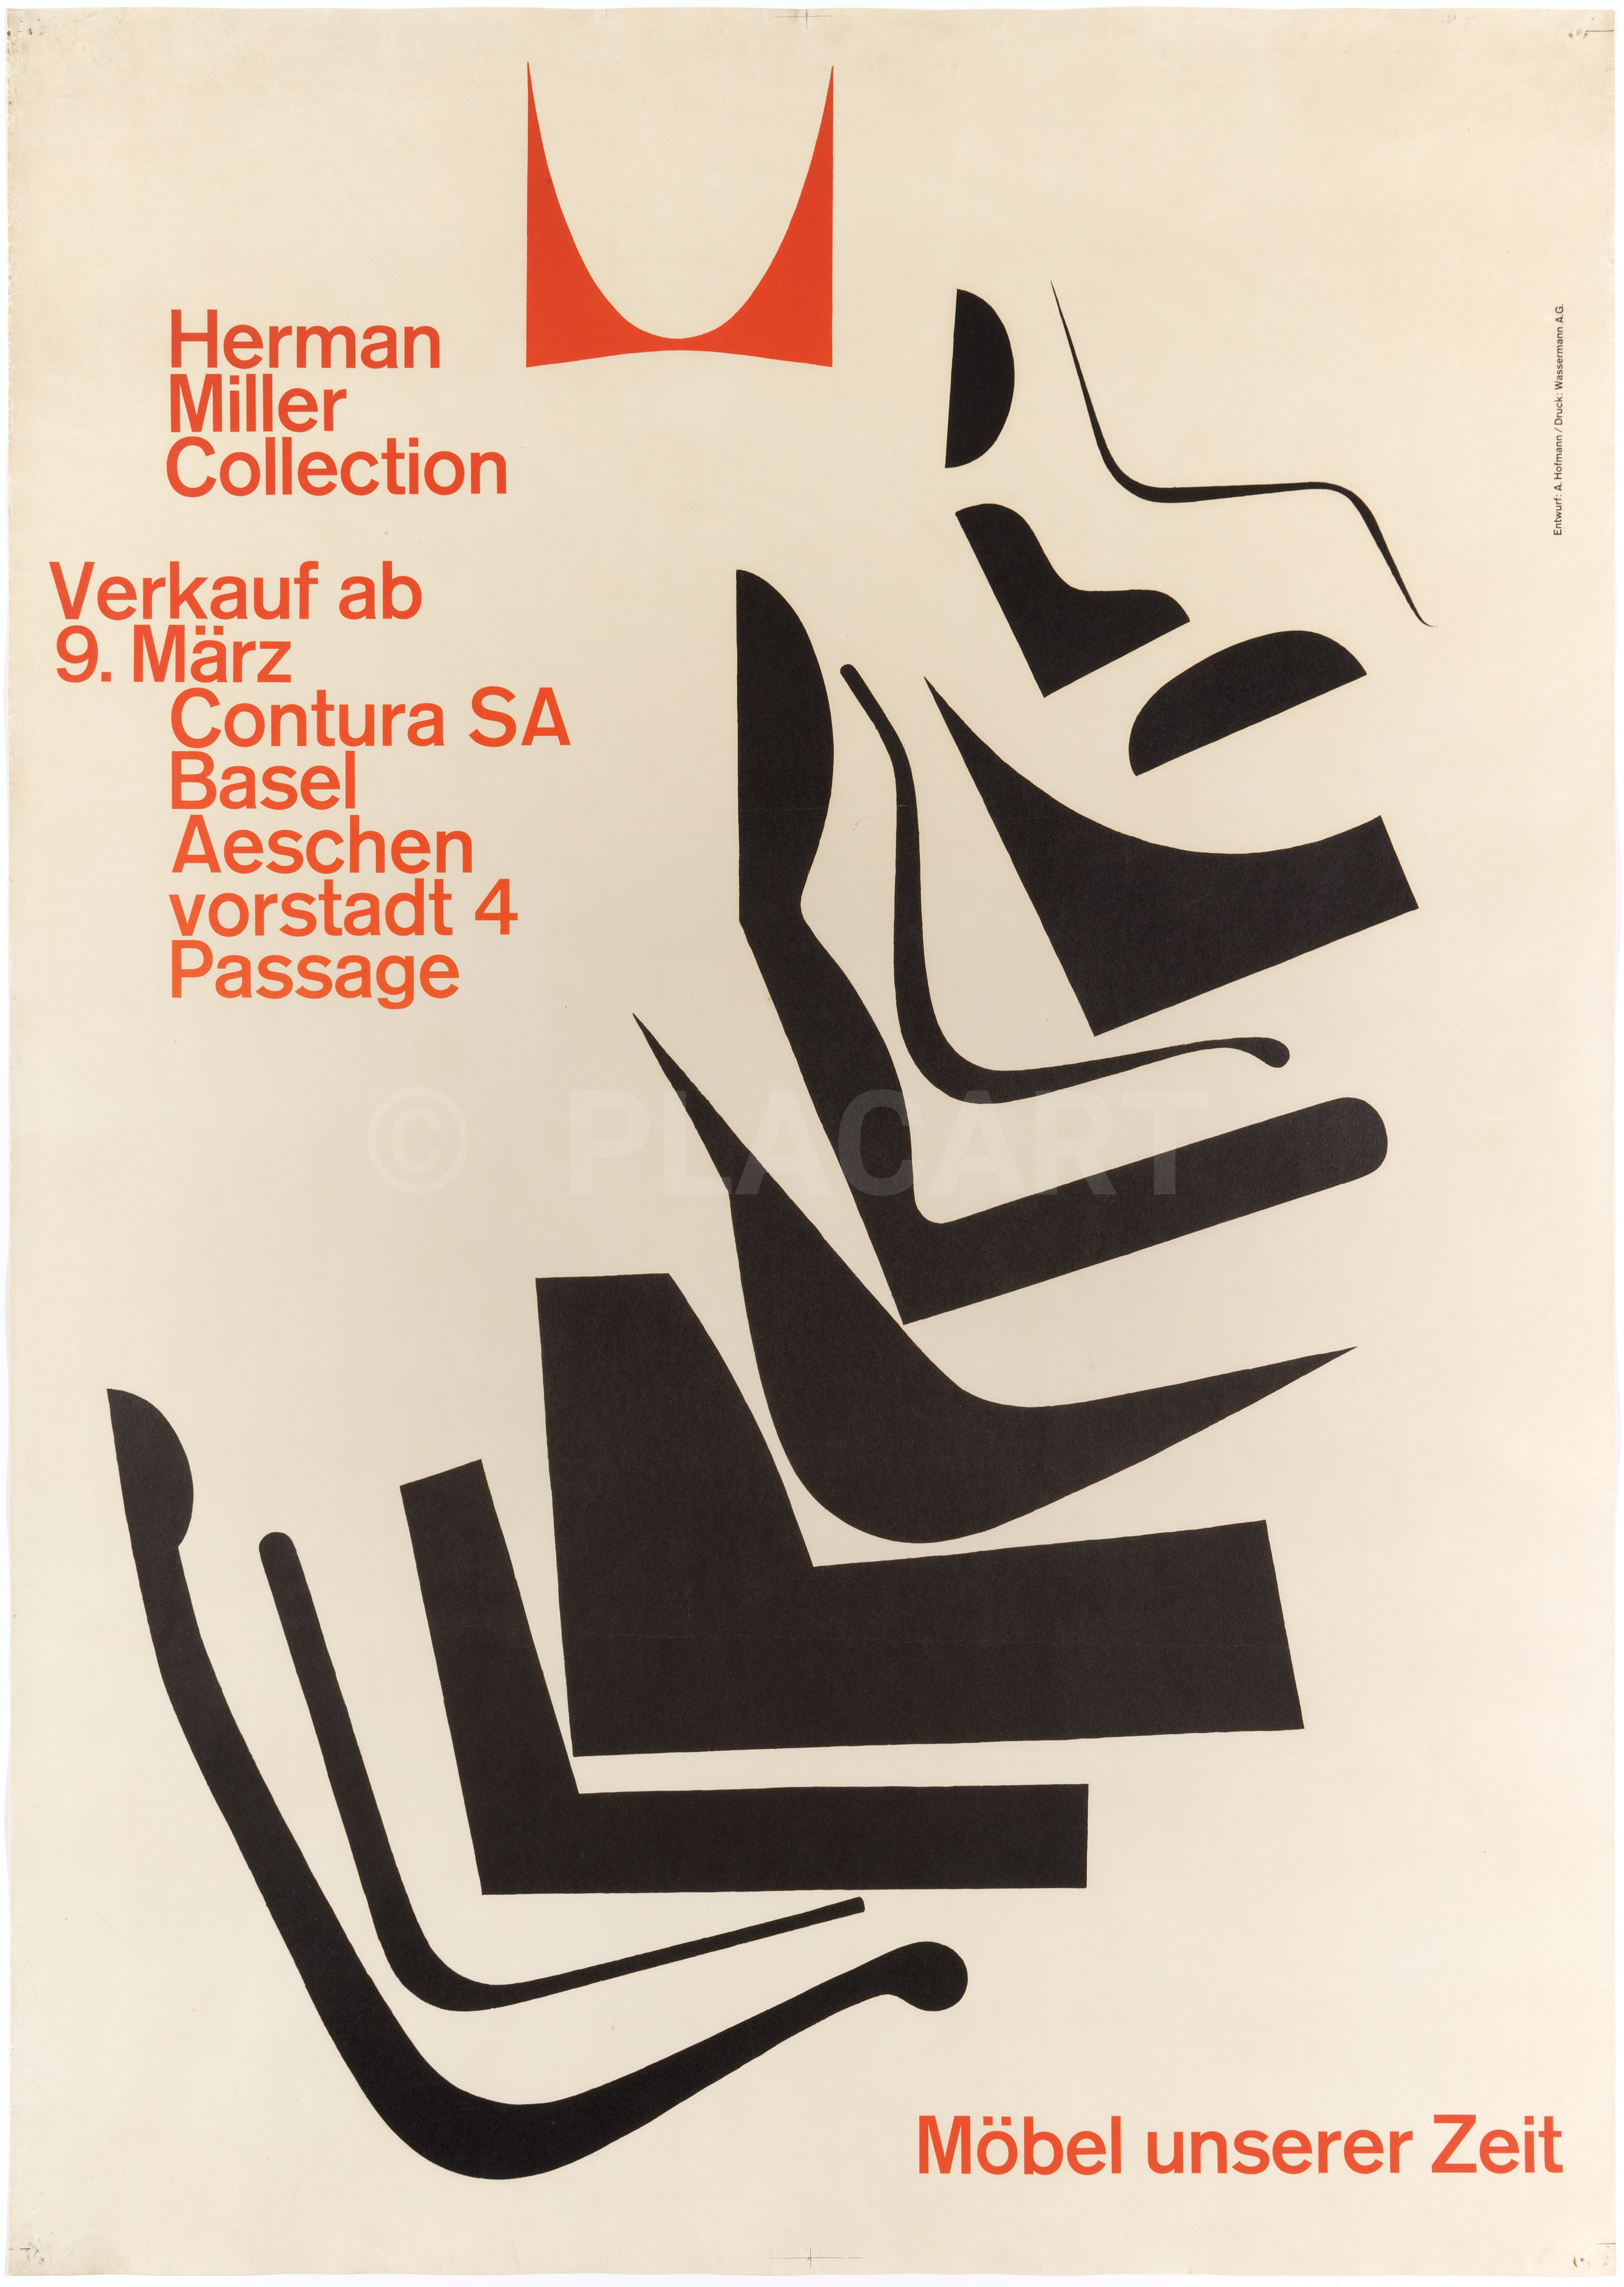 Herman
Miller
Collection
Verkauf ab
9. März
Contura SA
Basel
Aeschen
vorstadt 4
Passage
Entwurf: A. Hofmann / Druck: Wassermann A.G.
© PLACART
Möbel unserer Zeit